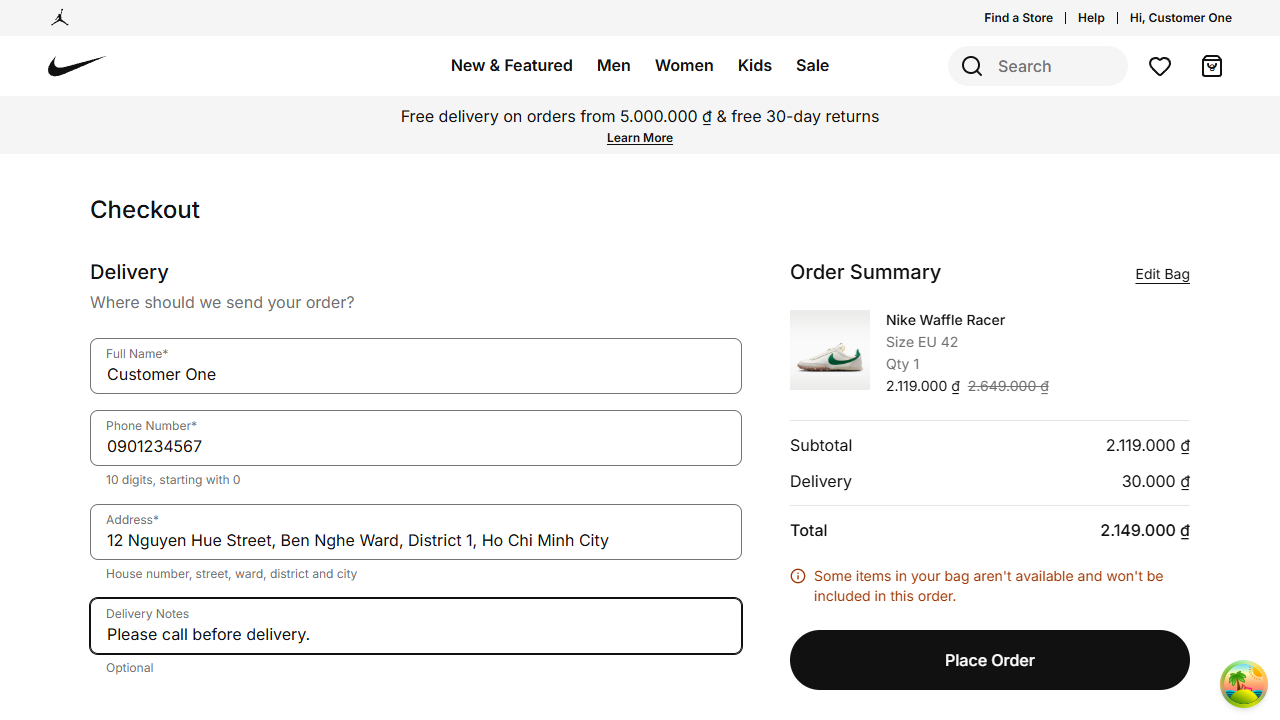 Find a Store
Help
Hi, Customer One
New & Featured
Men
Women
Kids
Sale
Search
Free delivery on orders from 5.000.000 ₫ & free 30-day returns
Learn More
Checkout
Delivery
Where should we send your order?
Full Name*
Customer One
Phone Number*
0901234567
10 digits, starting with 0
Address*
12 Nguyen Hue Street, Ben Nghe Ward, District 1, Ho Chi Minh City
House number, street, ward, district and city
Delivery Notes
Please call before delivery.
Optional
Order Summary
Edit Bag
Nike Waffle Racer
Size EU 42
Qty 1
2.119.000 ₫ 2.649.000 ₫
Subtotal 2.119.000 ₫
Delivery 30.000 ₫
Total 2.149.000 ₫
Some items in your bag aren't available and won't be
included in this order.
Place Order